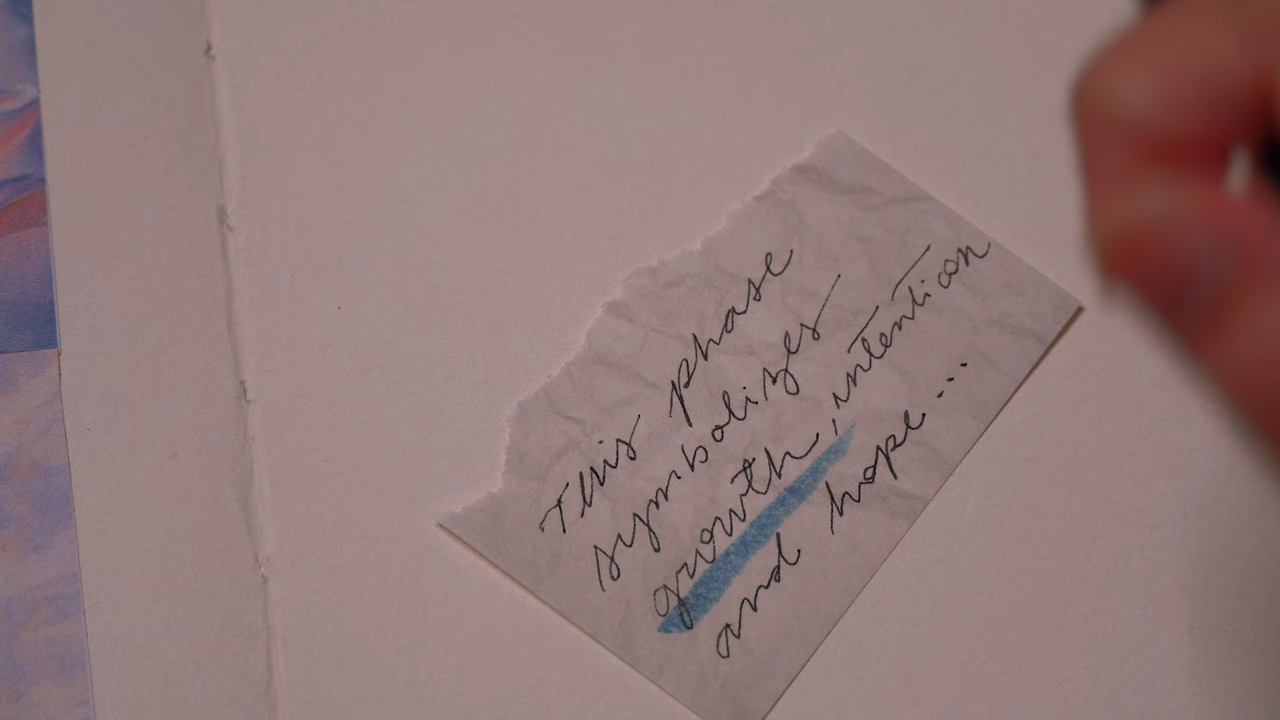 This phase
symbolizes
growth, intention
and hope...